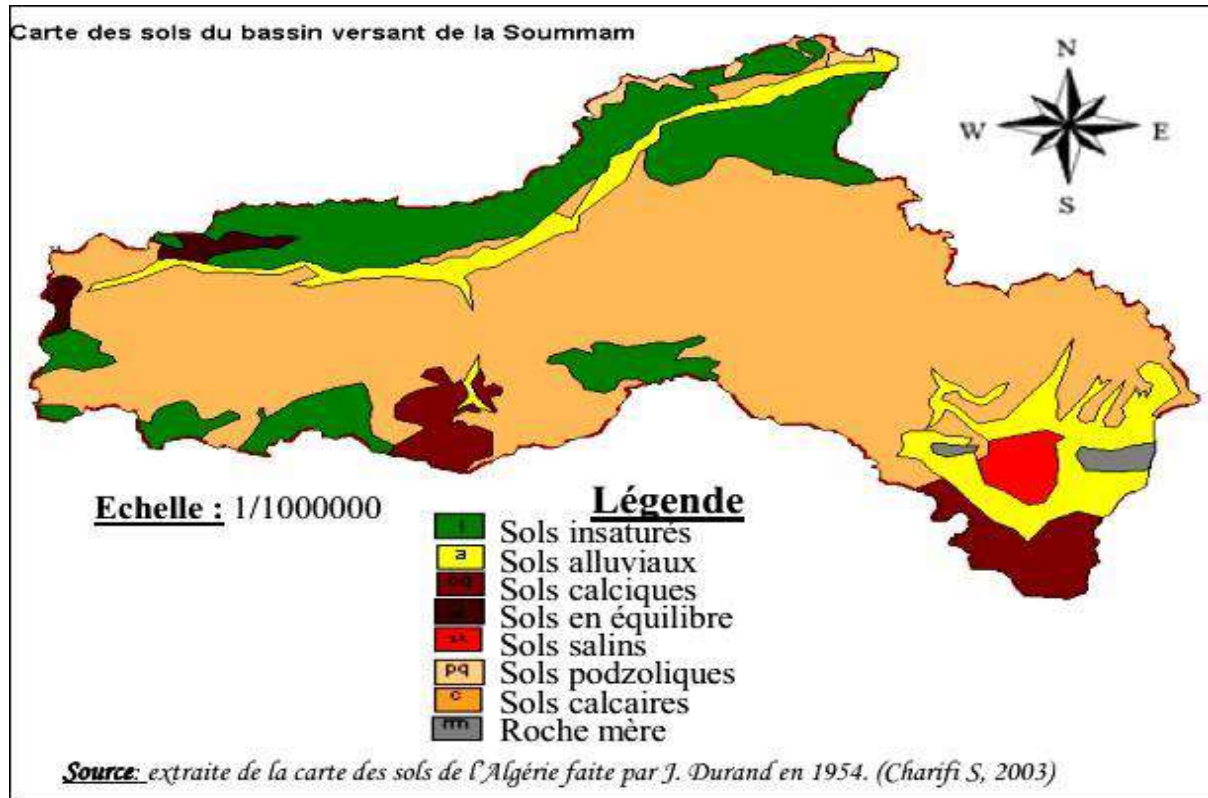 Carte des sols du bassin versant de la Soummam
N
W E
S
Echelle : 1/1000000
Légende
i Sols insaturés
a Sols alluviaux
cq Sols calciques
Sols en équilibre
Sols salins
pq Sols podzoliques
c Sols calcaires
rm Roche mère
Source: extraite de la carte des sols de l'Algérie faite par J. Durand en 1954. (Charifi S, 2003)